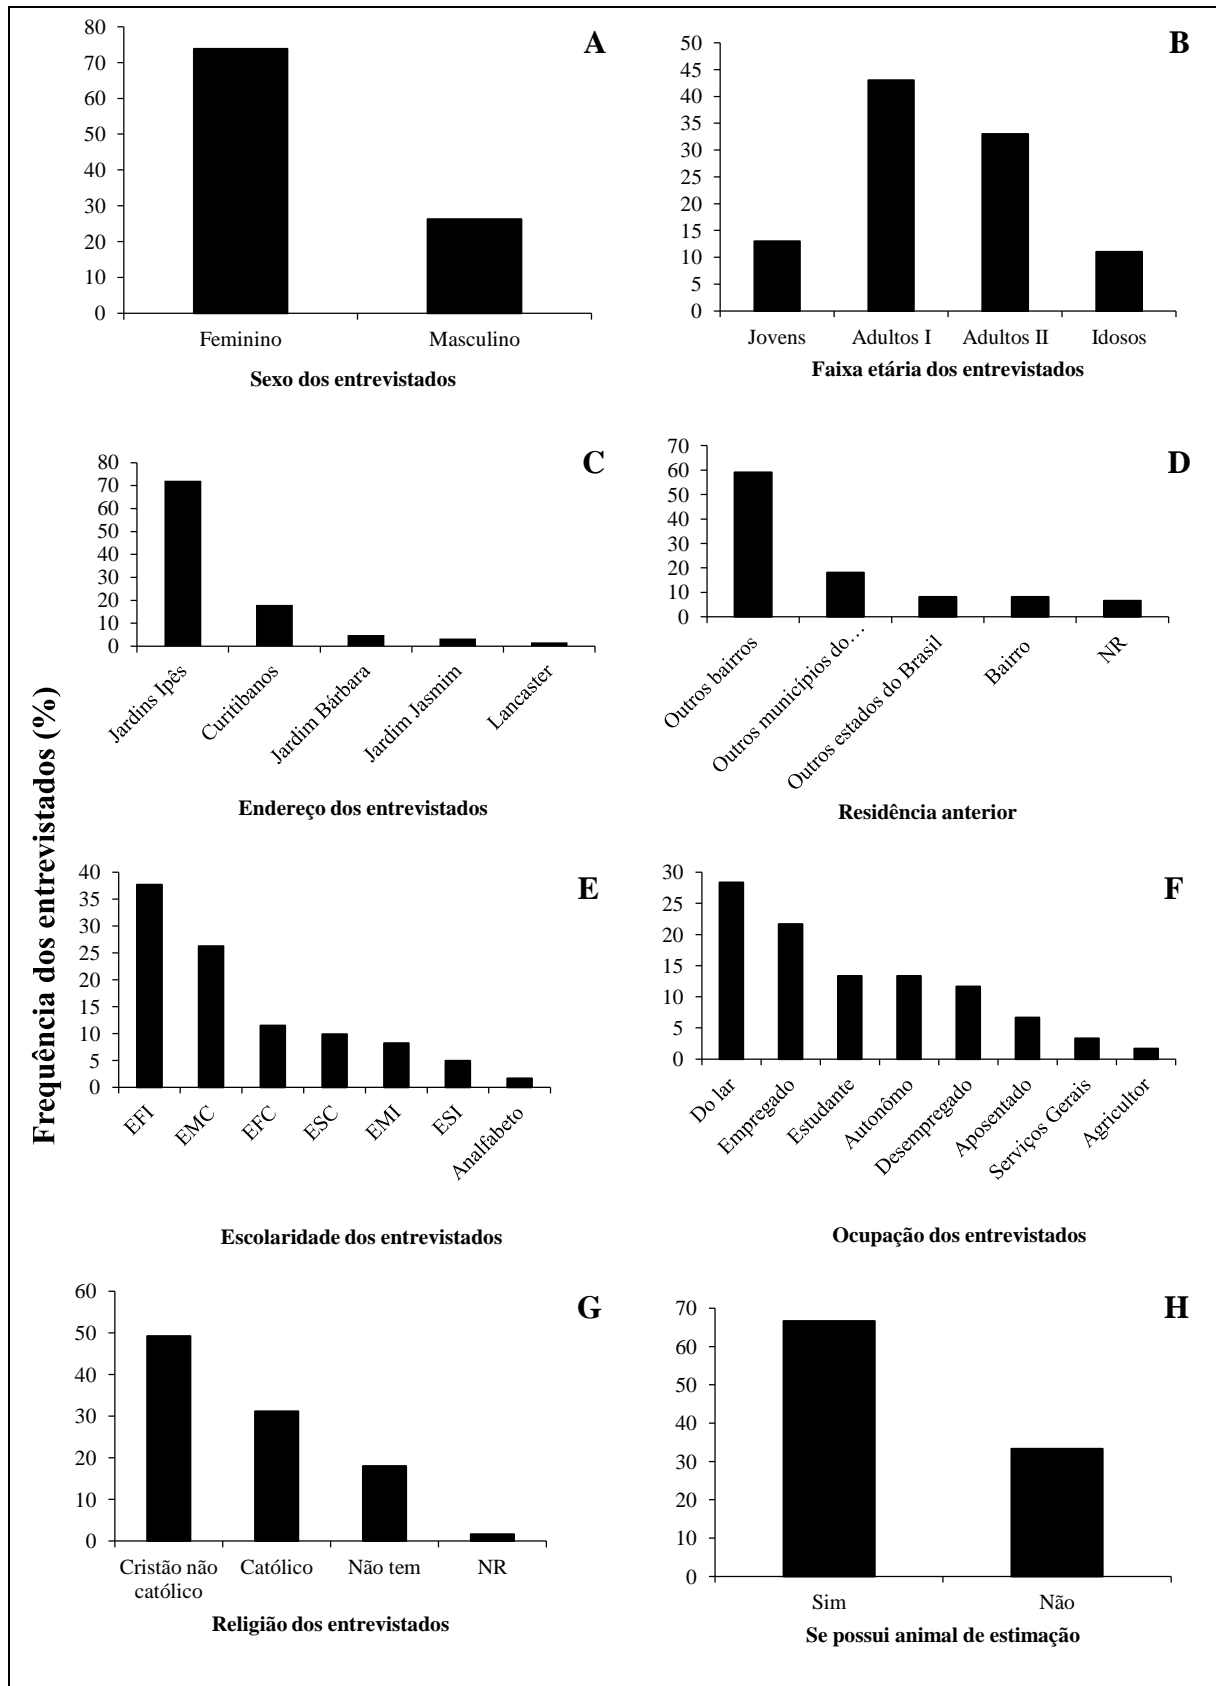 A
80
70
60
50
40
30
20
10
0
Feminino Masculino
Sexo dos entrevistados
B
50
45
40
35
30
25
20
15
10
5
0
Jovens Adultos I Adultos II Idosos
Faixa etária dos entrevistados
Frequência dos entrevistados (%)
C
80
70
60
50
40
30
20
10
0
Jardins Ipês
Curitibanos
Jardim Bárbara
Jardim Jasmim
Lancaster
Endereço dos entrevistados
D
70
60
50
40
30
20
10
0
Outros bairros
Outros municípios do…
Outros estados do Brasil
Bairro
NR
Residência anterior
E
40
35
30
25
20
15
10
5
0
EFI
EMC
EFC
ESC
EMI
ESI
Analfabeto
Escolaridade dos entrevistados
F
30
25
20
15
10
5
0
Do lar
Empregado
Estudante
Autonômo
Desempregado
Aposentado
Serviços Gerais
Agricultor
Ocupação dos entrevistados
G
60
50
40
30
20
10
0
Cristão não
católico
Católico
Não tem
NR
Religião dos entrevistados
H
70
60
50
40
30
20
10
0
Sim Não
Se possui animal de estimação